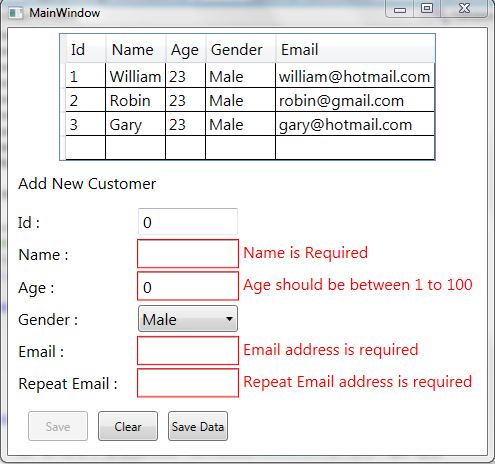 MainWindow
Id Name Age Gender Email
1 William 23 Male william@hotmail.com
2 Robin 23 Male robin@gmail.com
3 Gary 23 Male gary@hotmail.com
Add New Customer
Id : 0
Name : Name is Required
Age : 0 Age should be between 1 to 100
Gender : Male
Email : Email address is required
Repeat Email : Repeat Email address is required
Save Clear Save Data